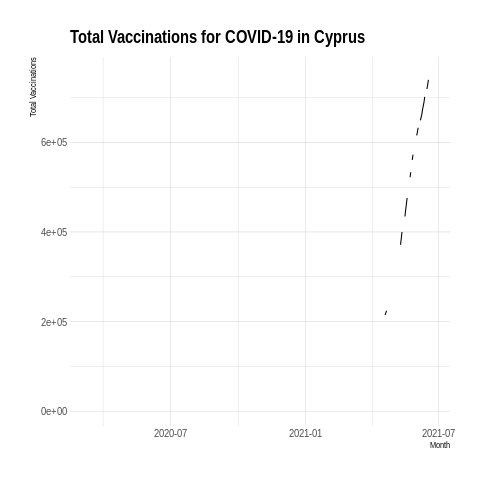 Total Vaccinations for COVID-19 in Cyprus
Total Vaccinations
6e+05
4e+05
2e+05
0e+00
2020-07
2021-01
2021-07
Month